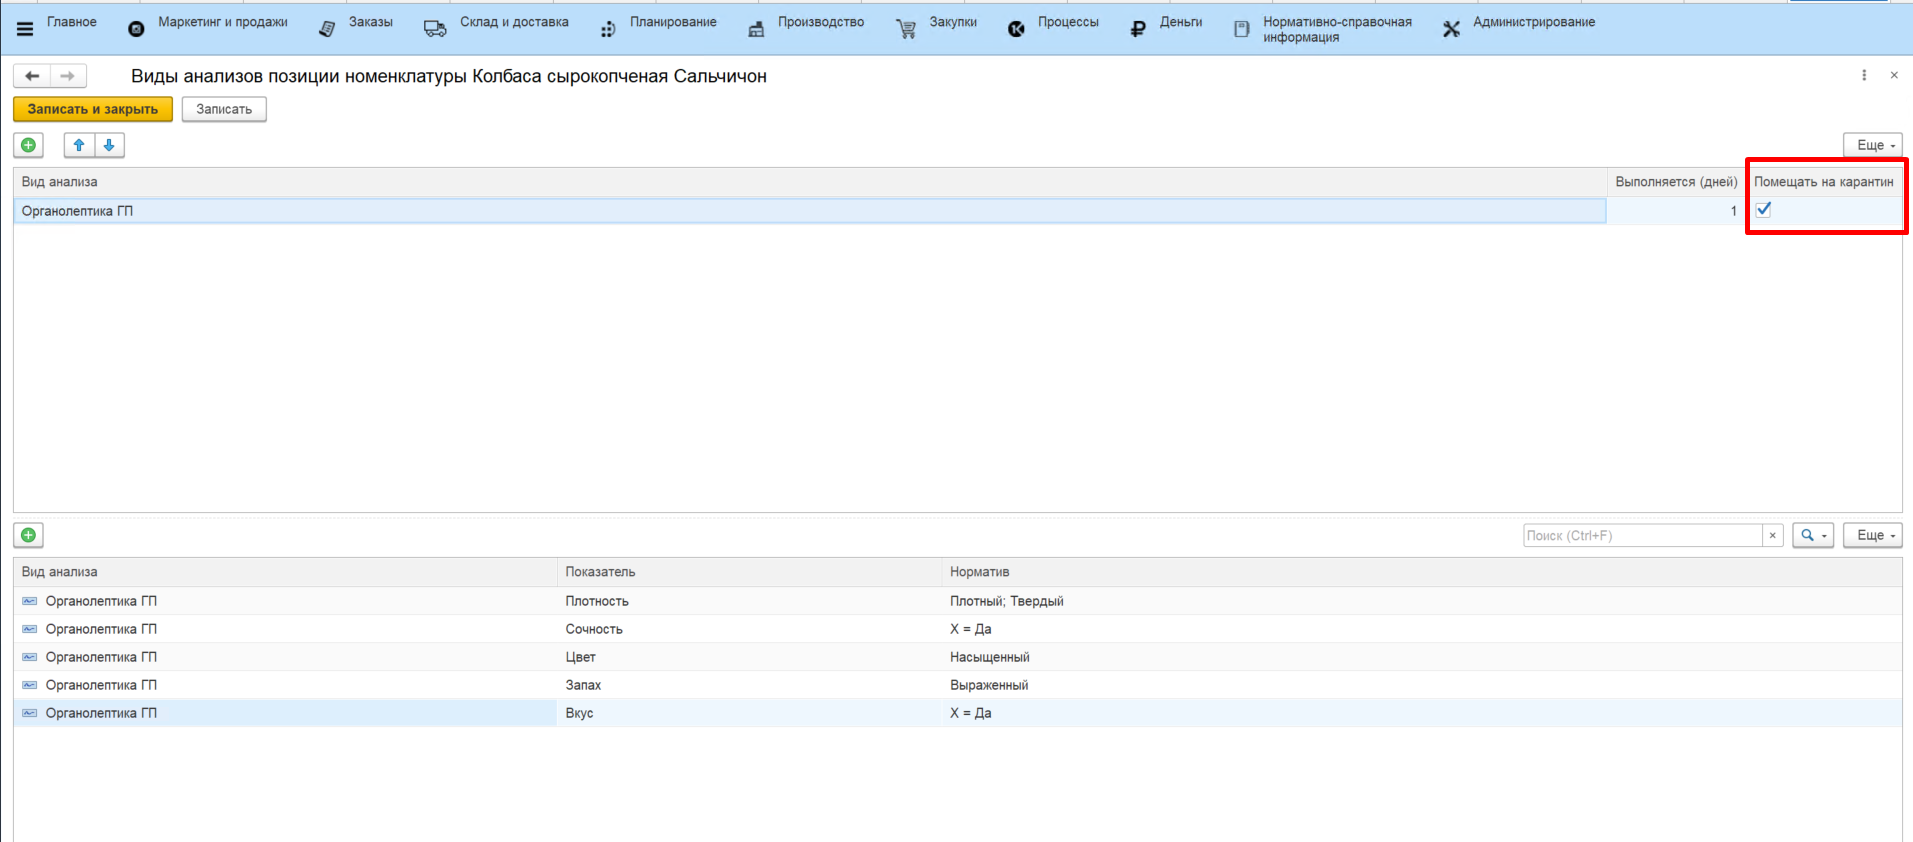 Главное
Маркетинг и продажи
Заказы
Склад и доставка
Планирование
Производство
Закупки
Процессы
Деньги
Нормативно-справочная
информация
Администрирование
Виды анализов позиции номенклатуры Колбаса сырокопченая Сальчичон
Записать и закрыть
Записать
Еще
Вид анализа
Выполняется (дней)
Помещать на карантин
Органолептика ГП
1
Поиск (Ctrl+F)
×
Еще
Вид анализа
Показатель
Норматив
Органолептика ГП
Плотность
Плотный; Твердый
Органолептика ГП
Сочность
X = Да
Органолептика ГП
Цвет
Насыщенный
Органолептика ГП
Запах
Выраженный
Органолептика ГП
Вкус
X = Да